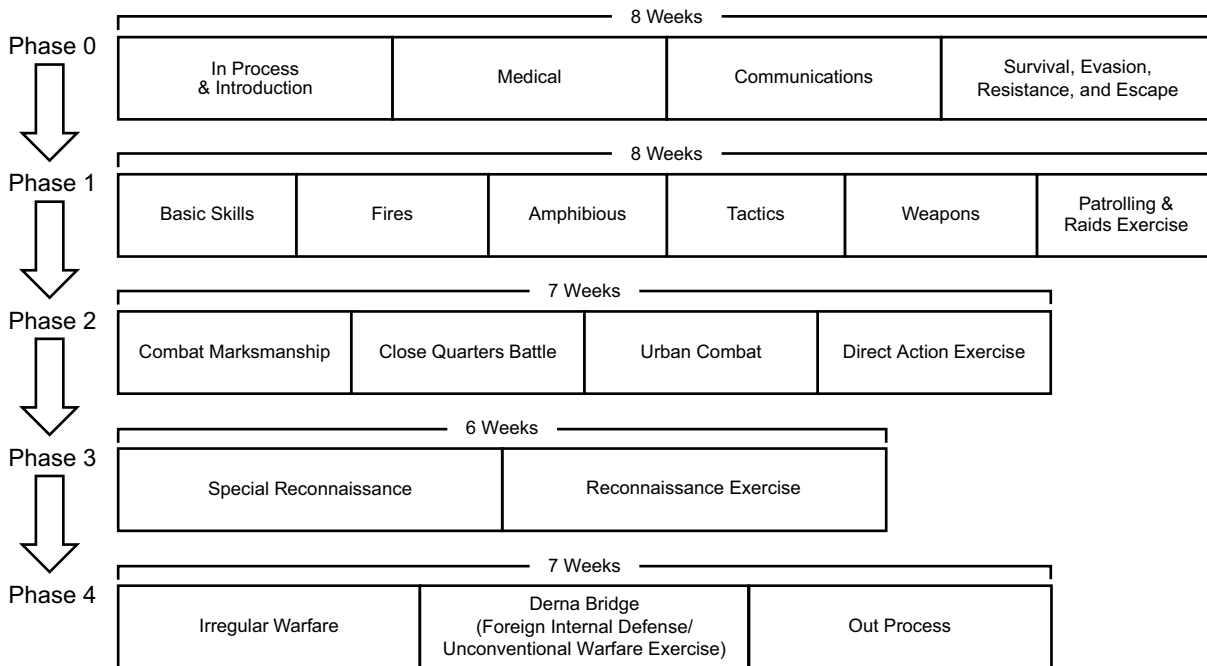 8 Weeks
Phase 0
In Process
& Introduction
Medical
Communications
Survival, Evasion,
Resistance, and Escape
8 Weeks
Phase 1
Basic Skills
Fires
Amphibious
Tactics
Weapons
Patrolling &
Raids Exercise
7 Weeks
Phase 2
Combat Marksmanship
Close Quarters Battle
Urban Combat
Direct Action Exercise
6 Weeks
Phase 3
Special Reconnaissance
Reconnaissance Exercise
7 Weeks
Phase 4
Irregular Warfare
Derna Bridge
(Foreign Internal Defense/
Unconventional Warfare Exercise)
Out Process